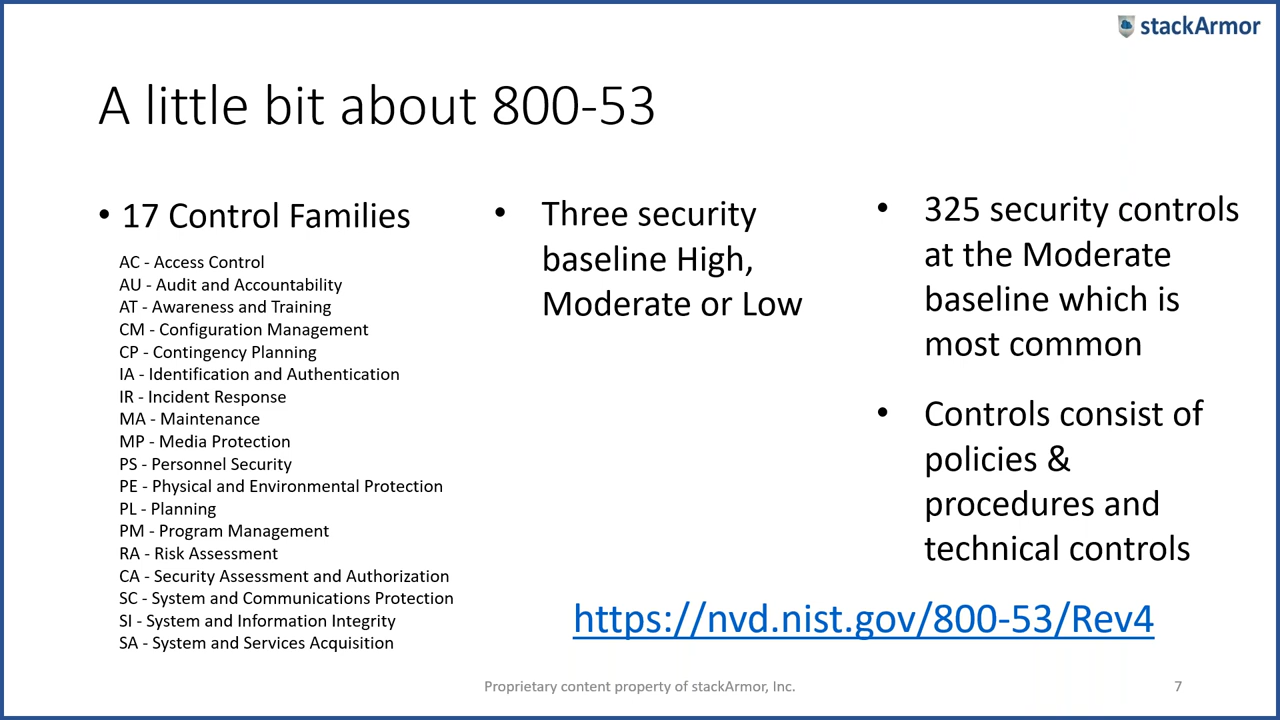 stackArmor
A little bit about 800-53
• 17 Control Families
AC - Access Control
AU - Audit and Accountability
AT - Awareness and Training
CM - Configuration Management
CP - Contingency Planning
IA - Identification and Authentication
IR - Incident Response
MA - Maintenance
MP - Media Protection
PS - Personnel Security
PE - Physical and Environmental Protection
PL - Planning
PM - Program Management
RA - Risk Assessment
CA - Security Assessment and Authorization
SC - System and Communications Protection
SI - System and Information Integrity
SA - System and Services Acquisition
• Three security
baseline High,
Moderate or Low
• 325 security controls
at the Moderate
baseline which is
most common
• Controls consist of
policies &
procedures and
technical controls
https://nvd.nist.gov/800-53/Rev4
Proprietary content property of stackArmor, Inc.
7